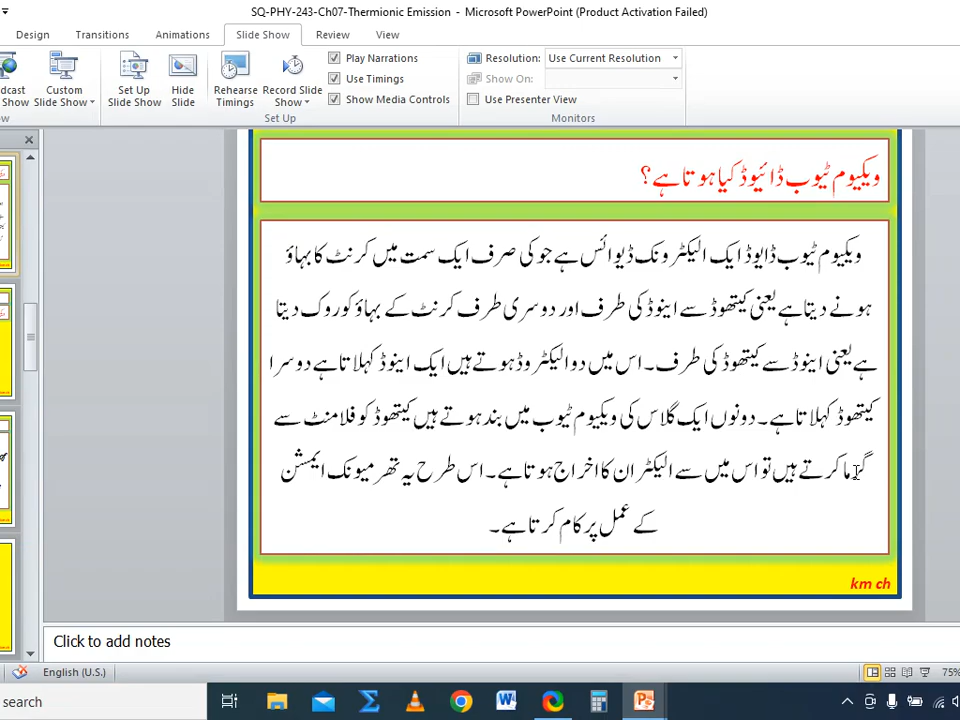 SQ-PHY-243-Ch07-Thermionic Emission - Microsoft PowerPoint (Product Activation Failed)
Design Transitions Animations Slide Show Review View
Custom Slide Show
Set Up Slide Show
Hide Slide
Rehearse Timings
Record Slide Show
Play Narrations
Use Timings
Show Media Controls
Set Up
Resolution: Use Current Resolution
Show On:
Use Presenter View
Monitors
ویکیوم ٹیوب ڈائیوڈ کیا ہوتا ہے؟
ویکیوم ٹیوب ڈایوڈ ایک الیکٹرونک ڈیوائس ہے جو کی صرف ایک سمت میں کرنٹ کا بہاؤ
ہونے دیتا ہے یعنی کیتھوڈ سے اینوڈ کی طرف اور دوسری طرف کرنٹ کے بہاؤ کو روک دیتا
ہے یعنی اینوڈ سے کیتھوڈ کی طرف۔ اس میں دو الیکٹروڈ ہوتے ہیں ایک اینوڈ کہلاتا ہے دوسرا
کیتھوڈ کہلاتا ہے۔ دونوں ایک گلاس کی ویکیوم ٹیوب میں بند ہوتے ہیں کیتھوڈ کو فلامنٹ سے
گرما کرتے ہیں تو اس میں سے الیکٹران کا اخراج ہوتا ہے۔ اس طرح یہ تھرمیونک ایمشن
کے عمل پر کام کرتا ہے۔
km ch
Click to add notes
English (U.S.) 75%
search